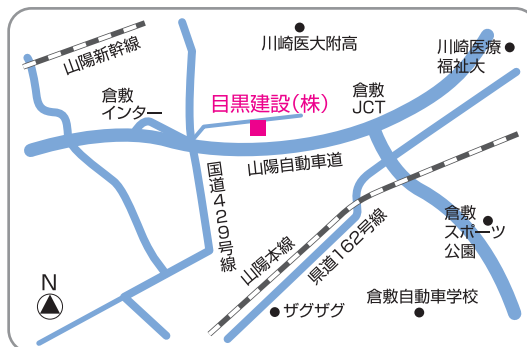 山陽新幹線
川崎医大附高
川崎医療
福祉大
倉敷
インター
目黒建設(株)
倉敷
JCT
山陽自動車道
国道429号線
山陽本線
県道162号線
倉敷
スポーツ
公園
N
ザグザグ
倉敷自動車学校